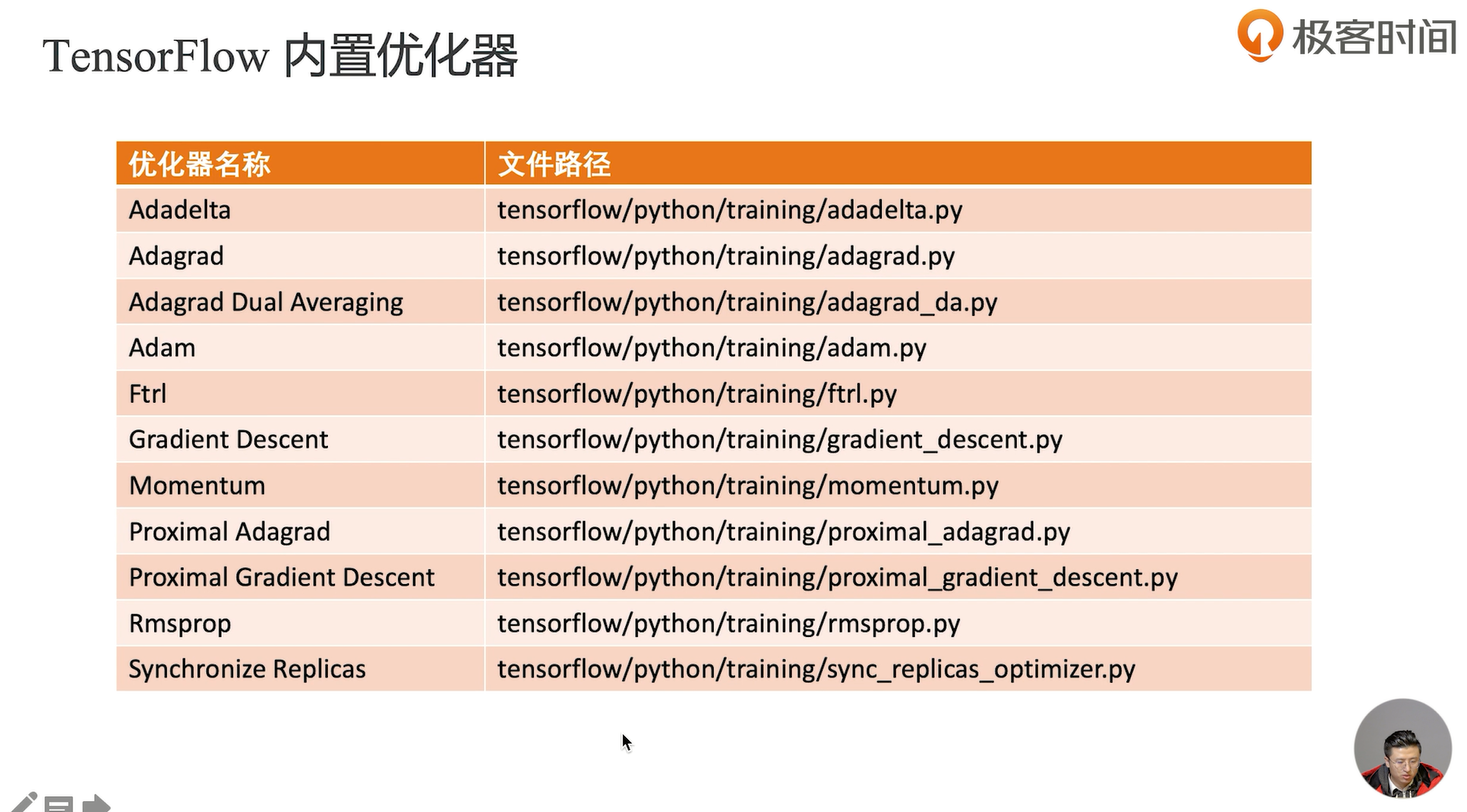 TensorFlow 内置优化器
极客时间
优化器名称 文件路径
Adadelta tensorflow/python/training/adadelta.py
Adagrad tensorflow/python/training/adagrad.py
Adagrad Dual Averaging tensorflow/python/training/adagrad_da.py
Adam tensorflow/python/training/adam.py
Ftrl tensorflow/python/training/ftrl.py
Gradient Descent tensorflow/python/training/gradient_descent.py
Momentum tensorflow/python/training/momentum.py
Proximal Adagrad tensorflow/python/training/proximal_adagrad.py
Proximal Gradient Descent tensorflow/python/training/proximal_gradient_descent.py
Rmsprop tensorflow/python/training/rmsprop.py
Synchronize Replicas tensorflow/python/training/sync_replicas_optimizer.py